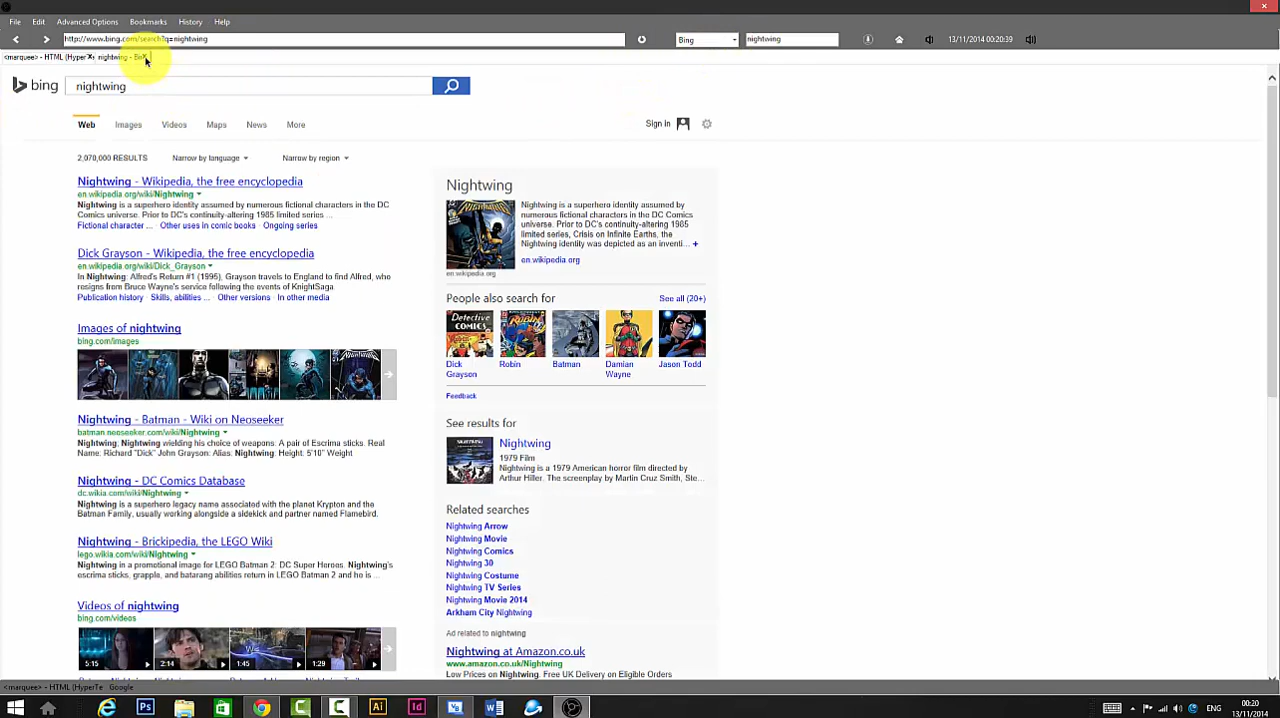 File Edit Advanced Options Bookmarks History Help
http://www.bing.com/search?q=nightwing Bing nightwing 13/11/2014 00:20:39
<marquee> - HTML (HyperT nightwing - Bi
bing nightwing
Web Images Videos Maps News More Sign in
2,070,000 RESULTS Narrow by language Narrow by region
Nightwing - Wikipedia, the free encyclopedia
en.wikipedia.org/wiki/Nightwing
Nightwing is a superhero identity assumed by numerous fictional characters in the DC
Comics universe. Prior to DC's continuity-altering 1985 limited series ...
Fictional character ... · Other uses in comic books · Ongoing series
Dick Grayson - Wikipedia, the free encyclopedia
en.wikipedia.org/wiki/Dick_Grayson
In Nightwing: Alfred's Return #1 (1995), Grayson travels to England to find Alfred, who
resigns from Bruce Wayne's service following the events of KnightSaga.
Publication history · Skills, abilities ... · Other versions · In other media
Images of nightwing
bing.com/images
Nightwing - Batman - Wiki on Neoseeker
batman.neoseeker.com/wiki/Nightwing
Nightwing; Nightwing wielding his choice of weapons: A pair of Escrima sticks. Real
Name: Richard "Dick" John Grayson: Alias: Nightwing: Height: 5'10" Weight
Nightwing - DC Comics Database
dc.wikia.com/wiki/Nightwing
Nightwing is a superhero legacy name associated with the planet Krypton and the
Batman Family, usually working alongside a sidekick and partner named Flamebird.
Nightwing - Brickipedia, the LEGO Wiki
lego.wikia.com/wiki/Nightwing
Nightwing is a promotional image for LEGO Batman 2: DC Super Heroes. Nightwing's
escrima sticks, grapple, and batarang abilities return in LEGO Batman 2 and he is ...
Videos of nightwing
bing.com/videos
5:15 2:14 1:45 1:29
Nightwing
Nightwing is a superhero identity assumed by
numerous fictional characters in the DC Comics
universe. Prior to DC's continuity-altering 1985
limited series, Crisis on Infinite Earths, the
Nightwing identity was depicted as an inventi... +
en.wikipedia.org
en.wikipedia.org
People also search for See all (20+)
Dick Grayson
Robin
Batman
Damian Wayne
Jason Todd
Feedback
See results for
Nightwing
1979 Film
Nightwing is a 1979 American horror film directed by
Arthur Hiller. The screenplay by Martin Cruz Smith, Ste...
Related searches
Nightwing Arrow
Nightwing Movie
Nightwing Comics
Nightwing 30
Nightwing Costume
Nightwing TV Series
Nightwing Movie 2014
Arkham City Nightwing
Ad related to nightwing
Nightwing at Amazon.co.uk
www.amazon.co.uk/Nightwing
Low Prices on Nightwing. Free UK Delivery on Eligible Orders
<marquee> - HTML (HyperTe Google
Ps Ai Id ENG 00:20
13/11/2014